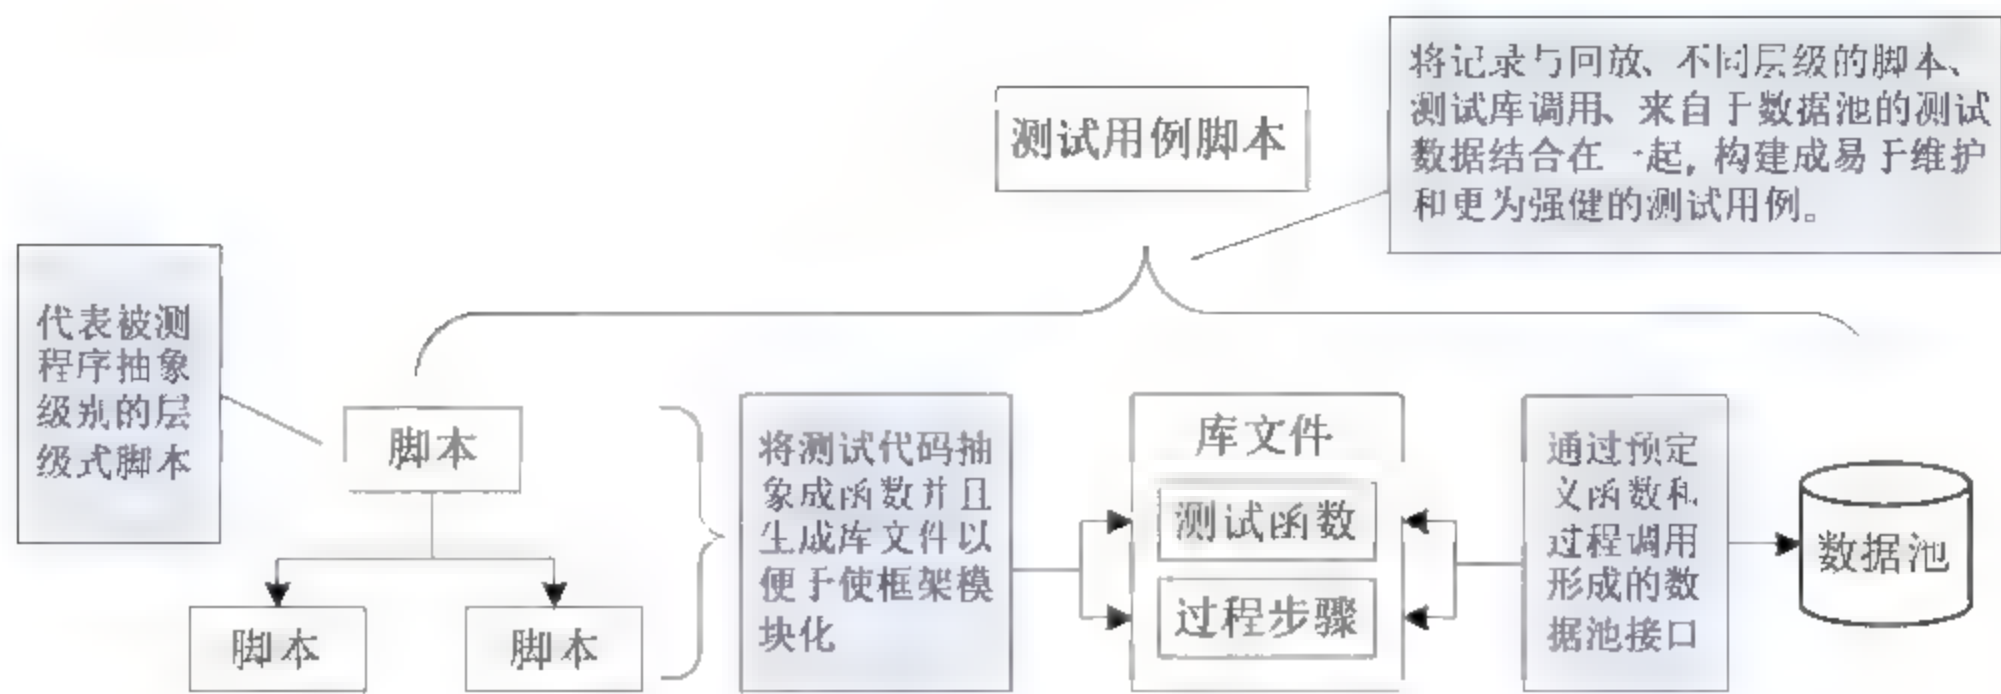 将记录与回放、不同层级的脚本、
测试库调用、来自于数据池的测试
数据结合在一起,构建成易于维护
和更为强健的测试用例。
测试用例脚本
代表被测
程序抽象
级别的层
级式脚本
脚本
脚本
脚本
将测试代码抽
象成函数并且
生成库文件以
便于使框架模
块化
库文件
测试函数
过程步骤
通过预定
义函数和
过程调用
形成的数
据池接口
数据池